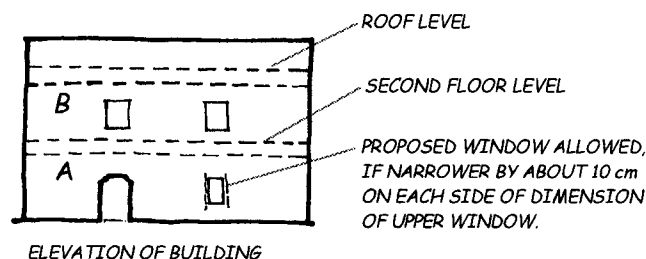 ROOF LEVEL
SECOND FLOOR LEVEL
B
PROPOSED WINDOW ALLOWED,
IF NARROWER BY ABOUT 10 cm
ON EACH SIDE OF DIMENSION
OF UPPER WINDOW.
A
ELEVATION OF BUILDING